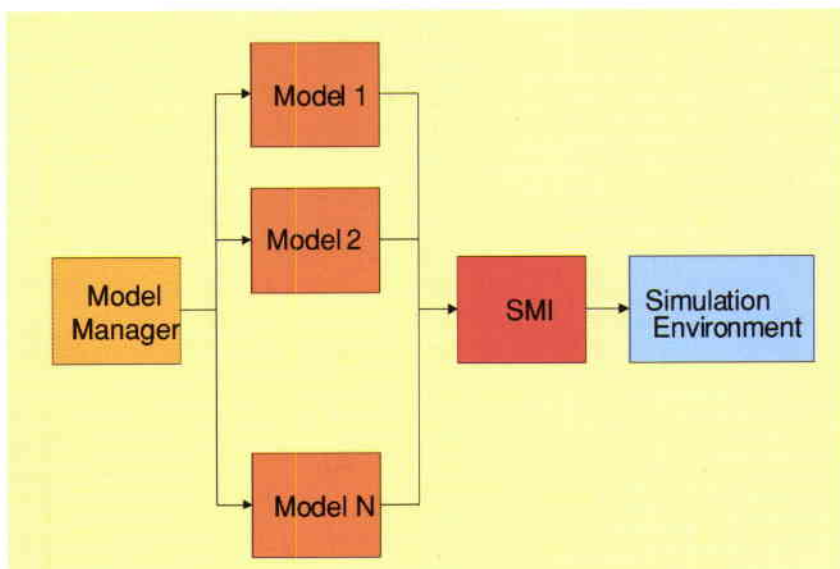 Model 1
Model 2
Model
Manager
SMI
Simulation
Environment
Model N